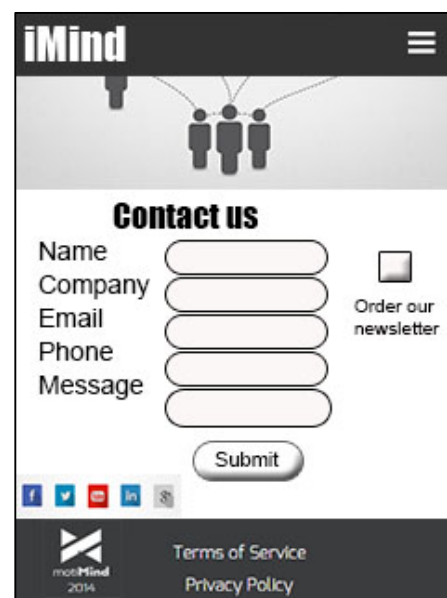 iMind
Contact us
Name
Company
Email
Phone
Message
Order our
newsletter
Submit
motiMind
2014
Terms of Service
Privacy Policy